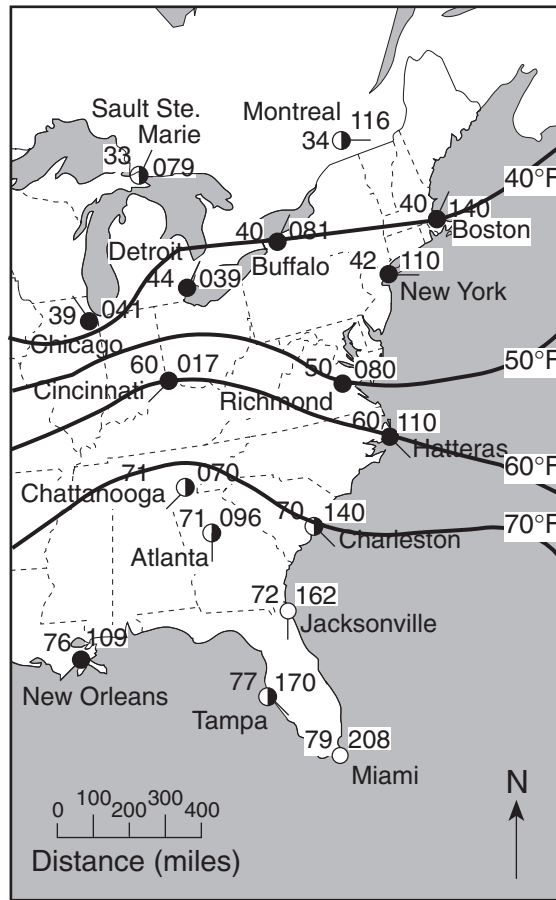 Sault Ste.
Marie
33
079
Montreal
116
34
40°F
40
140
Boston
40
081
Buffalo
Detroit
44
039
42
110
New York
39
041
Chicago
50°F
60
017
Cincinnati
50
080
Richmond
60
110
Hatteras
60°F
71
070
Chattanooga
70
140
Charleston
70°F
71
096
Atlanta
72
162
Jacksonville
76
109
New Orleans
77
170
Tampa
79
208
Miami
0 100 200 300 400
Distance (miles)
N